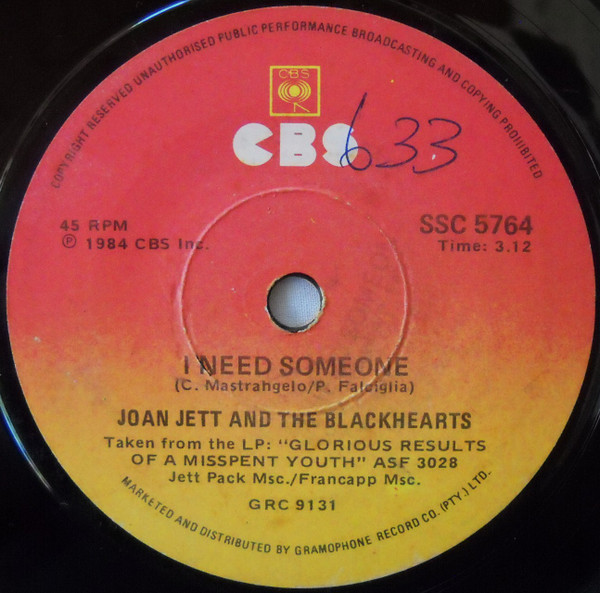 COPYRIGHT RESERVED UNAUTHORISED PUBLIC PERFORMANCE BROADCASTING AND COPYING PROHIBITED
CBS
CBS
633
45 RPM
SSC 5764
℗ 1984 CBS Inc.
Time: 3.12
I NEED SOMEONE
(C. Mastrahgelo/P. Falciglia)
JOAN JETT AND THE BLACKHEARTS
Taken from the LP: "GLORIOUS RESULTS
OF A MISSPENT YOUTH" ASF 3028
Jett Pack Msc./Francapp Msc.
GRC 9131
MARKETED AND DISTRIBUTED BY GRAMOPHONE RECORD CO. (PTY.) LTD.